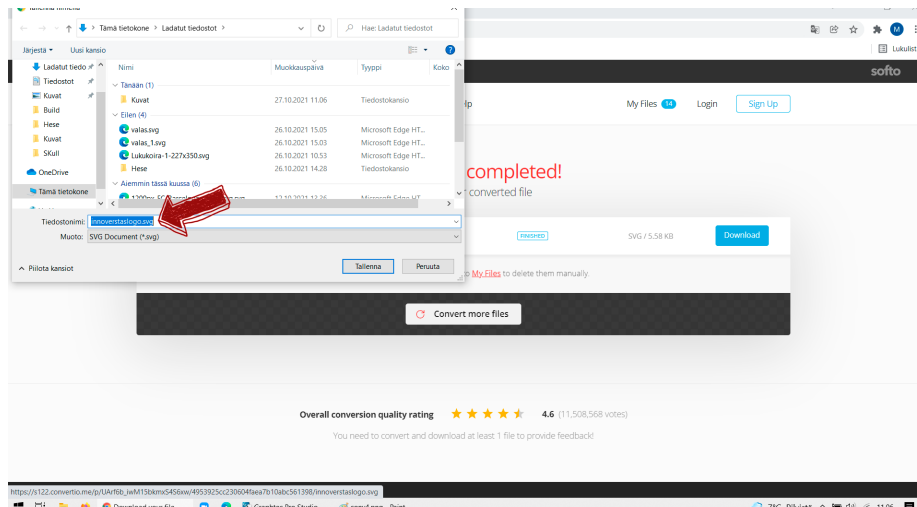 Tallenna nimellä
Tämä tietokone > Ladatut tiedostot >
Hae: Ladatut tiedostot
Järjestä
Uusi kansio
Lukulist
Ladatut tiedo
Tiedostot
Kuvat
Build
Hese
Kuvat
SKull
OneDrive
Tämä tietokone
Nimi Muokkauspäivä Tyyppi Koko
Tänään (1)
Kuvat 27.10.2021 11.06 Tiedostokansio
Eilen (4)
valas.svg 26.10.2021 15.05 Microsoft Edge HT...
valas_1.svg 26.10.2021 15.03 Microsoft Edge HT...
Lukukoira-1-227x350.svg 26.10.2021 10.53 Microsoft Edge HT...
Hese 26.10.2021 14.28 Tiedostokansio
Aiemmin tässä kuussa (6)
Tiedostonimi: innoverstaslogo.svg
Muoto: SVG Document (*.svg)
Piilota kansiot
Tallenna
Peruuta
M
softo
lp
My Files 14
Login
Sign Up
completed!
converted file
FINISHED
SVG / 5.58 KB
Download
My Files to delete them manually.
Convert more files
Overall conversion quality rating 4.6 (11,508,568 votes)
You need to convert and download at least 1 file to provide feedback!
https://s122.convertio.me/p/UArf6b_iwM15bkmxS4S6xw/4953925cc230604faea7b10abc561398/innoverstaslogo.svg
Download your file
11.06